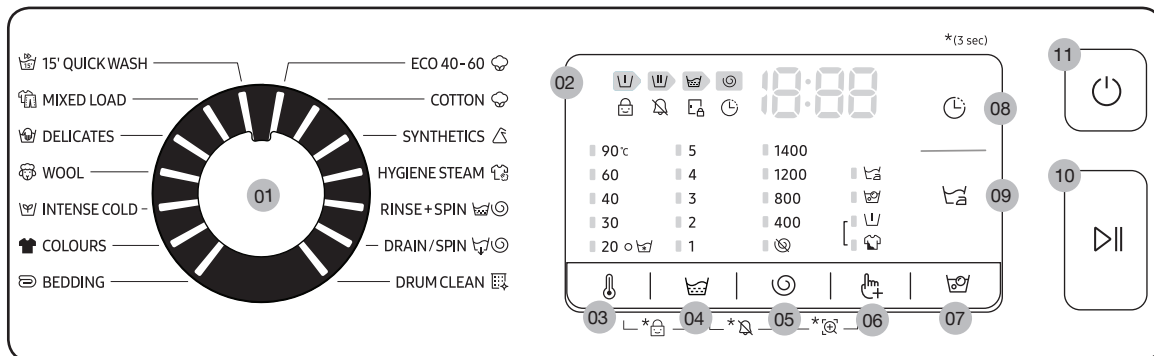 *(3 sec)
15' QUICK WASH
MIXED LOAD
DELICATES
WOOL
INTENSE COLD
COLOURS
BEDDING
01
ECO 40-60
COTTON
SYNTHETICS
HYGIENE STEAM
RINSE+SPIN
DRAIN/SPIN
DRUM CLEAN
02
18:88
90℃ 5 1400
60 4 1200
40 3 800
30 2 400
20 1
03 04 05 06 07
* * *
08
09
11
10